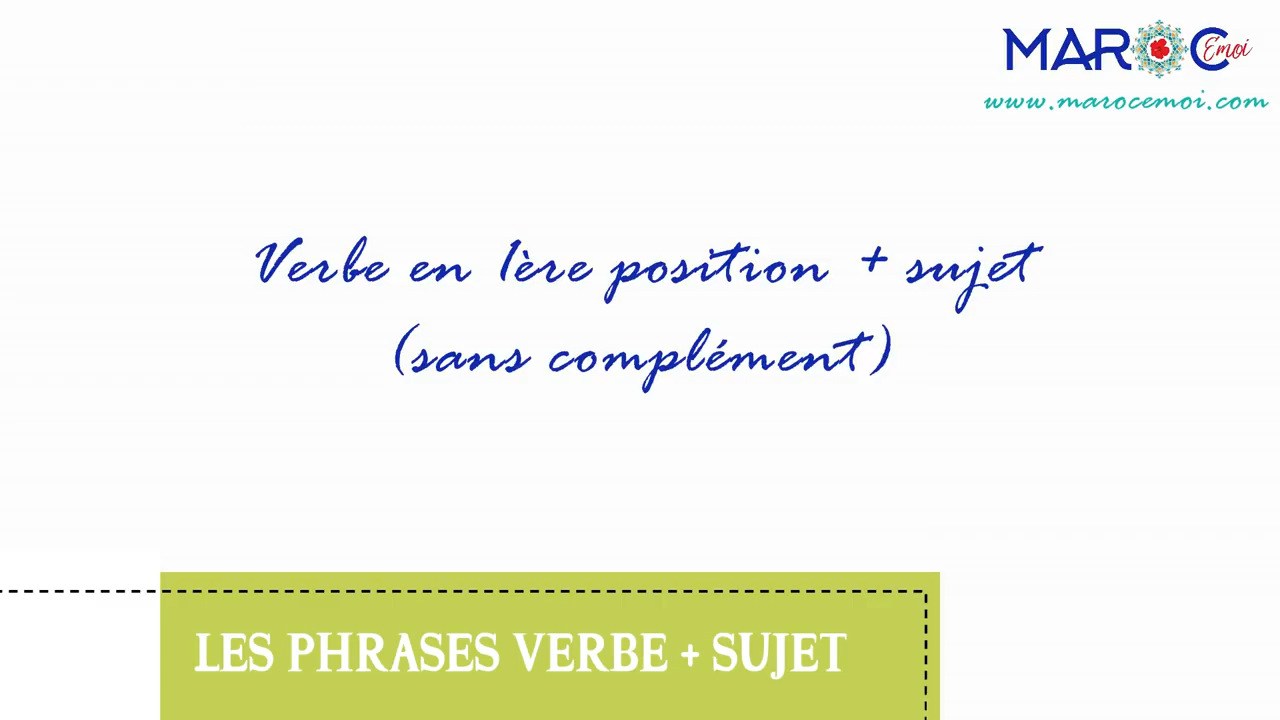 MAROC Emoi
www.marocemoi.com
Verbe en 1ère position + sujet
(sans complément)
LES PHRASES VERBE + SUJET